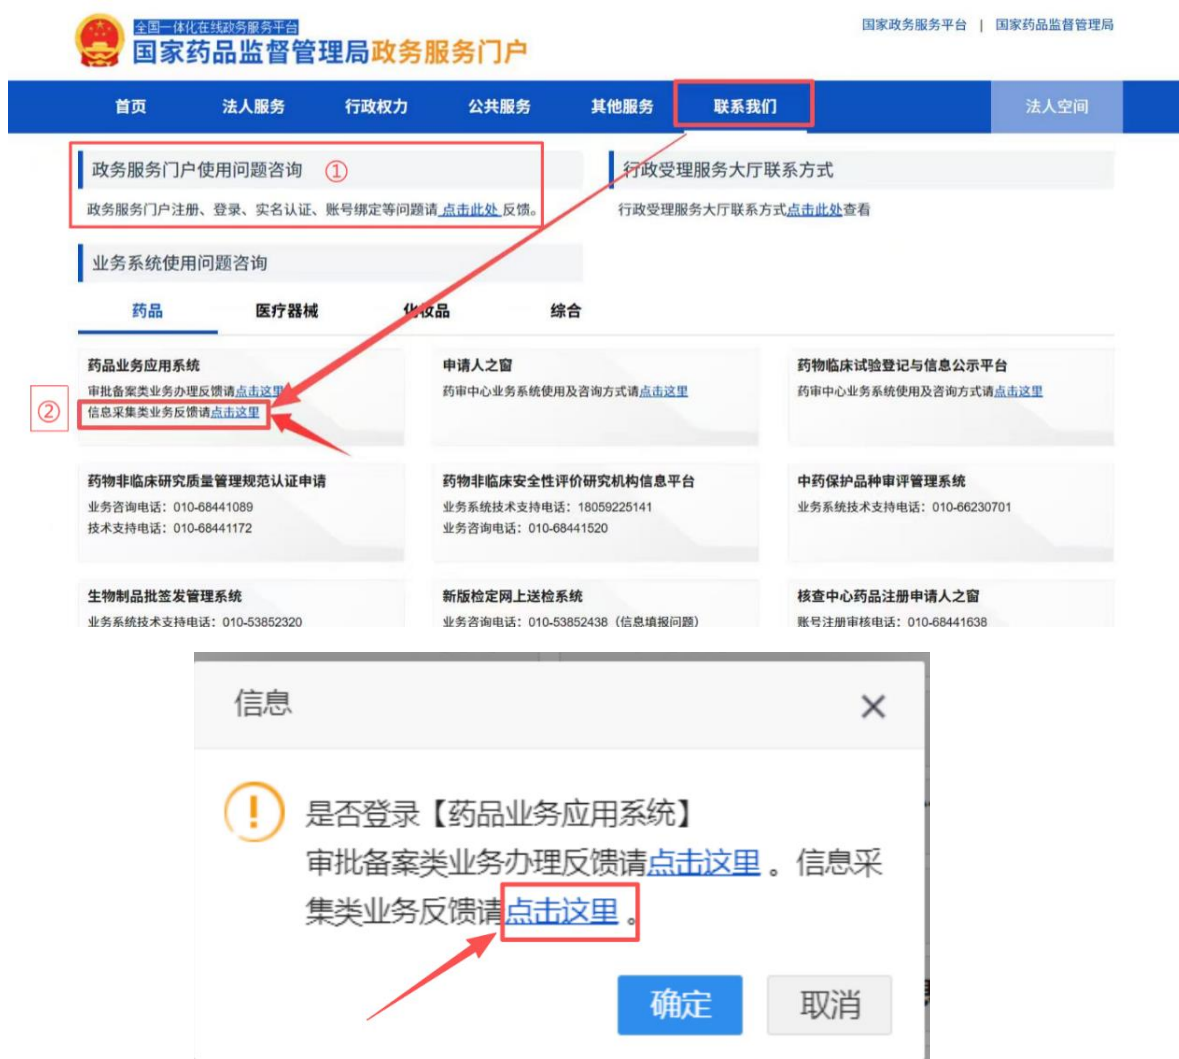 全国一体化在线政务服务平台
国家药品监督管理局政务服务门户
国家政务服务平台 | 国家药品监督管理局
首页 法人服务 行政权力 公共服务 其他服务 联系我们 法人空间
政务服务门户使用问题咨询 ①
政务服务门户注册、登录、实名认证、账号绑定等问题请 点击此处 反馈。
行政受理服务大厅联系方式
行政受理服务大厅联系方式点击此处查看
业务系统使用问题咨询
药品 医疗器械 化妆品 综合
②
药品业务应用系统
审批备案类业务办理反馈请点击这里
信息采集类业务反馈请点击这里
申请人之窗
药审中心业务系统使用及咨询方式请点击这里
药物临床试验登记与信息公示平台
药审中心业务系统使用及咨询方式请点击这里
药物非临床研究质量管理规范认证申请
业务咨询电话：010-68441089
技术支持电话：010-68441172
药物非临床安全性评价研究机构信息平台
业务系统技术支持电话：18059225141
业务咨询电话：010-68441520
中药保护品种审评管理系统
业务系统技术支持电话：010-66230701
生物制品批签发管理系统
业务系统技术支持电话：010-53852320
新版检定网上送检系统
业务咨询电话：010-53852438（信息填报问题）
核查中心药品注册申请人之窗
账号注册审核电话：010-68441638
信息
是否登录【药品业务应用系统】
审批备案类业务办理反馈请点击这里 。信息采
集类业务反馈请点击这里 。
确定 取消